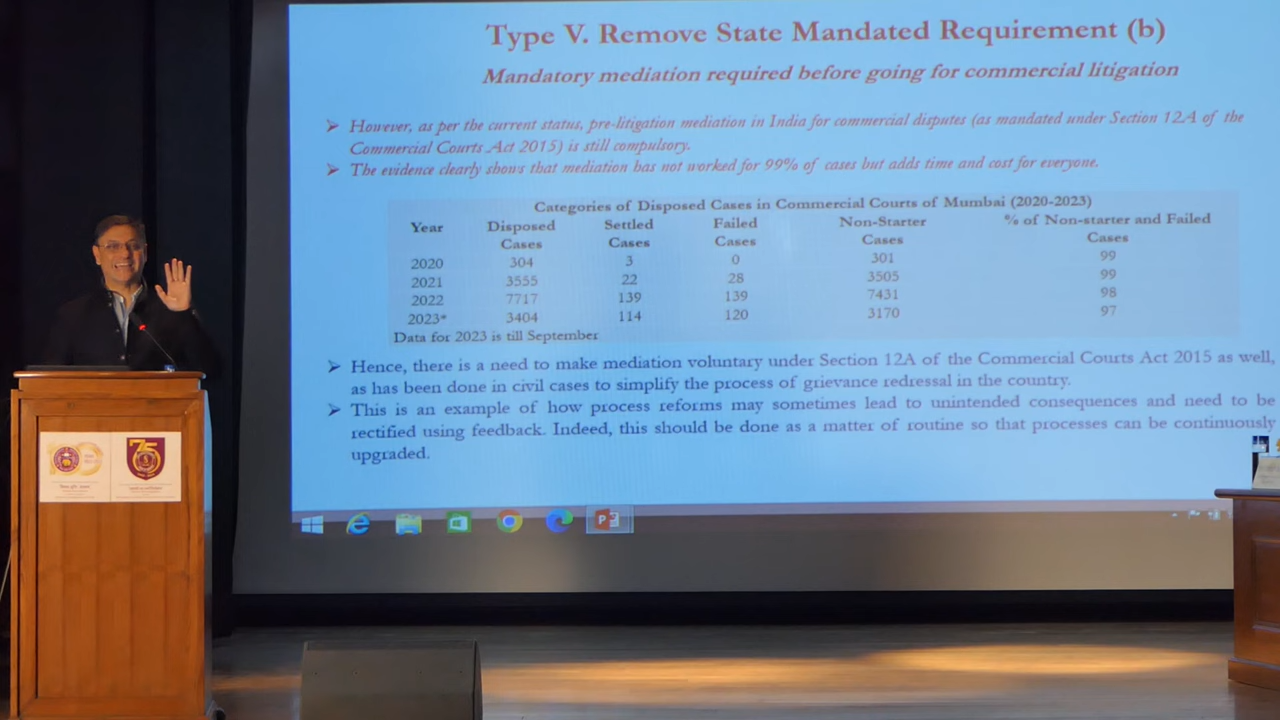 Type V. Remove State Mandated Requirement (b)
Mandatory mediation required before going for commercial litigation
➢ However, as per the current status, pre-litigation mediation in India for commercial disputes (as mandated under Section 12A of the
Commercial Courts Act 2015) is still compulsory.
➢ The evidence clearly shows that mediation has not worked for 99% of cases but adds time and cost for everyone.
Categories of Disposed Cases in Commercial Courts of Mumbai (2020-2023)
Year Disposed Settled Failed Non-Starter % of Non-starter and Failed
Cases Cases Cases Cases Cases
2020 304 3 0 301 99
2021 3555 22 28 3505 99
2022 7717 139 139 7431 98
2023* 3404 114 120 3170 97
Data for 2023 is till September
➢ Hence, there is a need to make mediation voluntary under Section 12A of the Commercial Courts Act 2015 as well,
as has been done in civil cases to simplify the process of grievance redressal in the country.
➢ This is an example of how process reforms may sometimes lead to unintended consequences and need to be
rectified using feedback. Indeed, this should be done as a matter of routine so that processes can be continuously
upgraded.
75